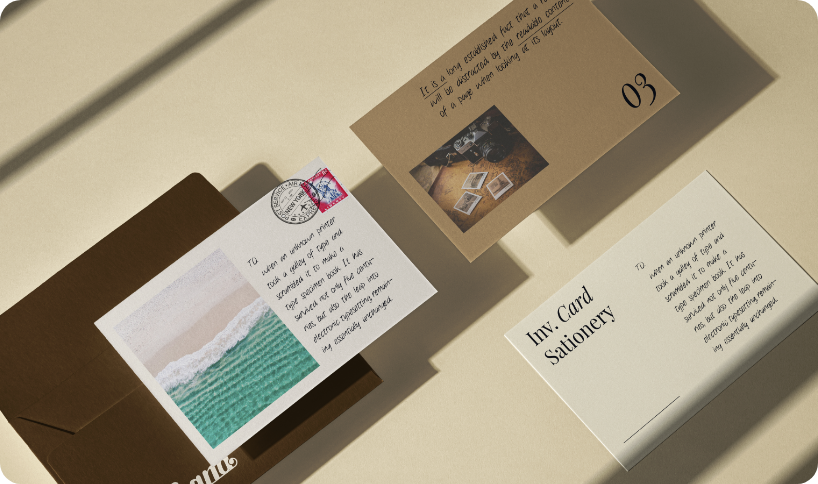 It is a long established fact that a
will be distracted by the readable content
of a page when looking at its layout.
03
NEW YORK
TO:
when an unknown printer
took a galley of type and
scrambled it to make a
type specimen book. It has
survived not only five centu-
ries, but also the leap into
electronic typesetting, remain-
ing essentially unchanged.
Inv. Card
Sationery
TO:
when an unknown printer
took a galley of type and
scrambled it to make a
type specimen book. It has
survived not only five centu-
ries, but also the leap into
electronic typesetting, remain-
ing essentially unchanged.